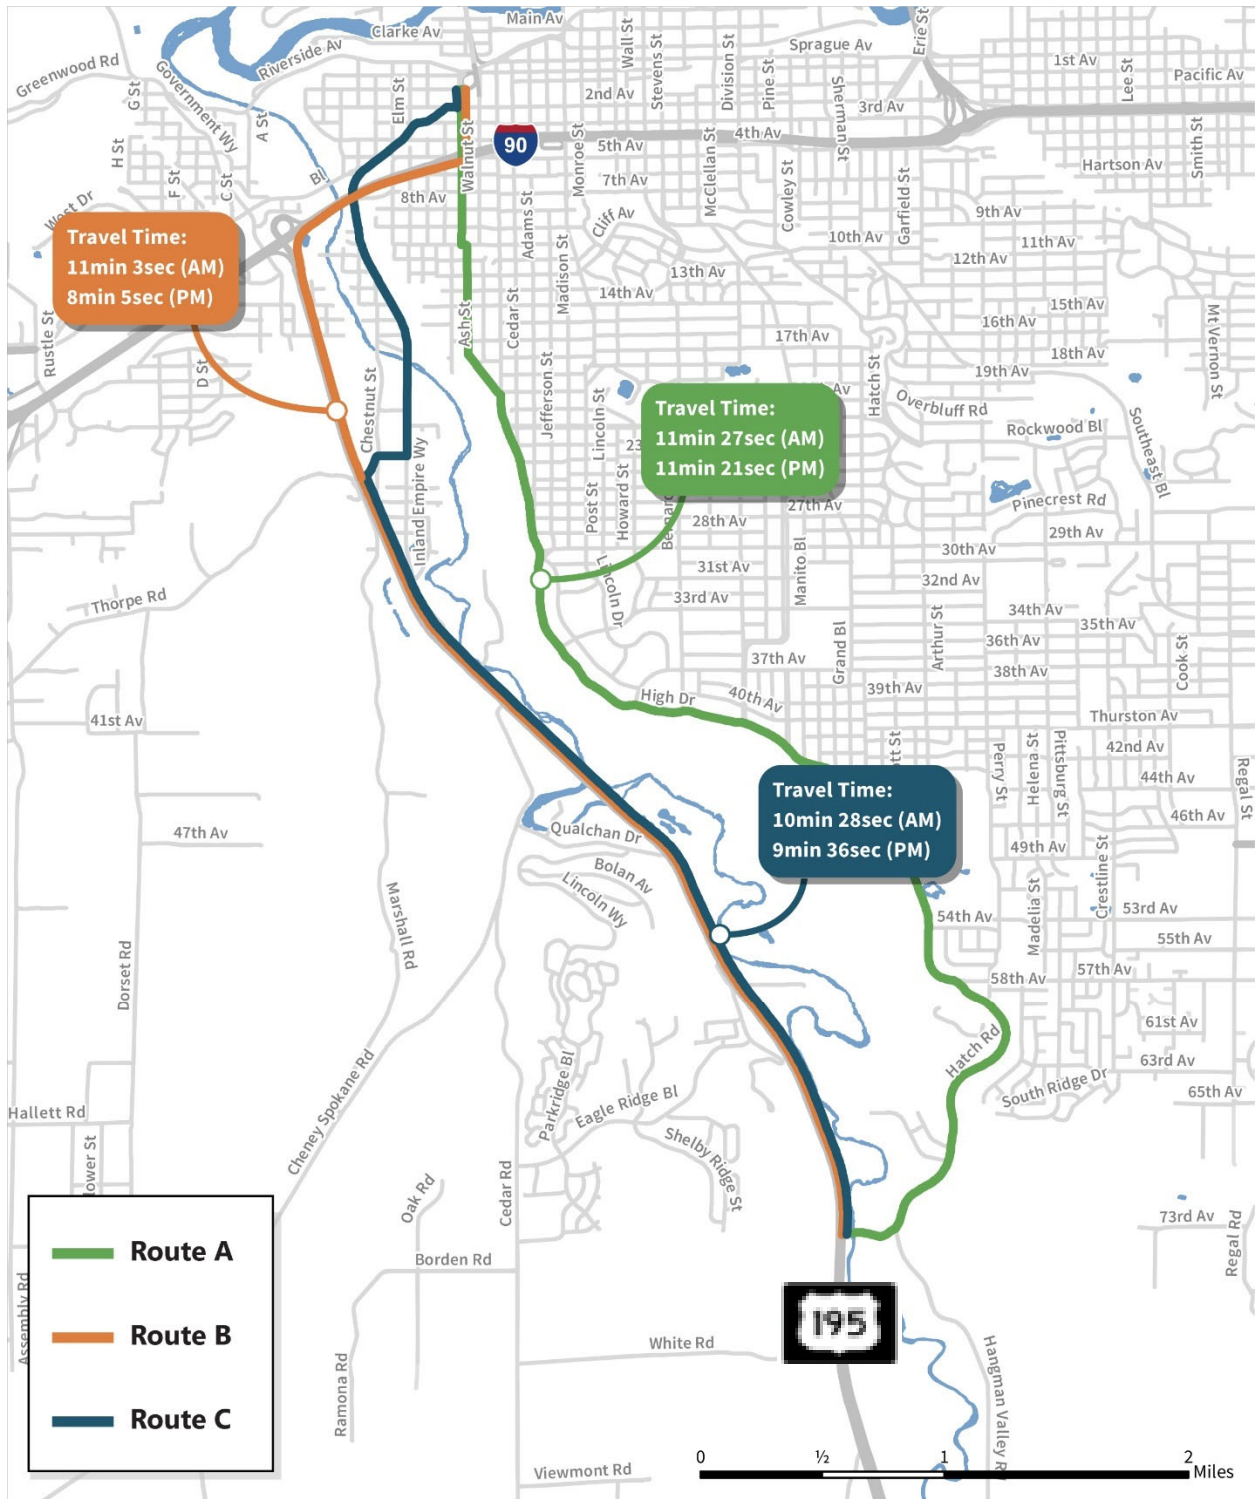 Main Av
Clarke Av
Wall St
Stevens St
Division St
Pine St
Sprague Av
Erie St
1st Av
Lee St
Pacific Av
Riverside Av
Greenwood Rd
G St
Government Wy
A St
Elm St
2nd Av
3rd Av
Sherman St
4th Av
Walnut St
90
5th Av
Monroe St
7th Av
McClellan St
Cowley St
Garfield St
Hartson Av
Smith St
H St
F St
C St
Bl
8th Av
Adams St
Cliff Av
9th Av
10th Av
11th Av
12th Av
West Dr
Travel Time:
11min 3sec (AM)
8min 5sec (PM)
Madison St
13th Av
14th Av
15th Av
16th Av
17th Av
18th Av
19th Av
Mt Vernon St
Rustle St
Ash St
Cedar St
D St
Chestnut St
Jefferson St
Lincoln St
Hatch St
Av
Overbluff Rd
Rockwood Bl
Southeast Bl
Travel Time:
11min 27sec (AM)
11min 21sec (PM)
23
Inland Empire Wy
Post St
Howard St
Bernard
27th Av
28th Av
Pinecrest Rd
29th Av
30th Av
31st Av
Manito Bl
32nd Av
33rd Av
Lincoln Dr
Thorpe Rd
34th Av
35th Av
36th Av
Arthur St
Grand Bl
37th Av
38th Av
39th Av
Cook St
High Dr
40th Av
41st Av
Thurston Av
ott St
Perry St
Helena St
Pittsburg St
42nd Av
44th Av
Regal St
46th Av
Travel Time:
10min 28sec (AM)
9min 36sec (PM)
47th Av
Qualchan Dr
49th Av
Bolan Av
Lincoln Wy
Marshall Rd
Crestline St
Madelia St
53rd Av
54th Av
55th Av
57th Av
58th Av
Dorset Rd
61st Av
Hatch Rd
63rd Av
South Ridge Dr
65th Av
Hallett Rd
Cheney Spokane Rd
Parkridge Bl
Eagle Ridge Bl
Shelby Ridge St
lower St
Oak Rd
Cedar Rd
73rd Av
Regal Rd
Route A
Route B
Route C
Borden Rd
Assembly Rd
195
White Rd
Ramona Rd
Hangman Valley R
Viewmont Rd
0 ½ 1 2
Miles